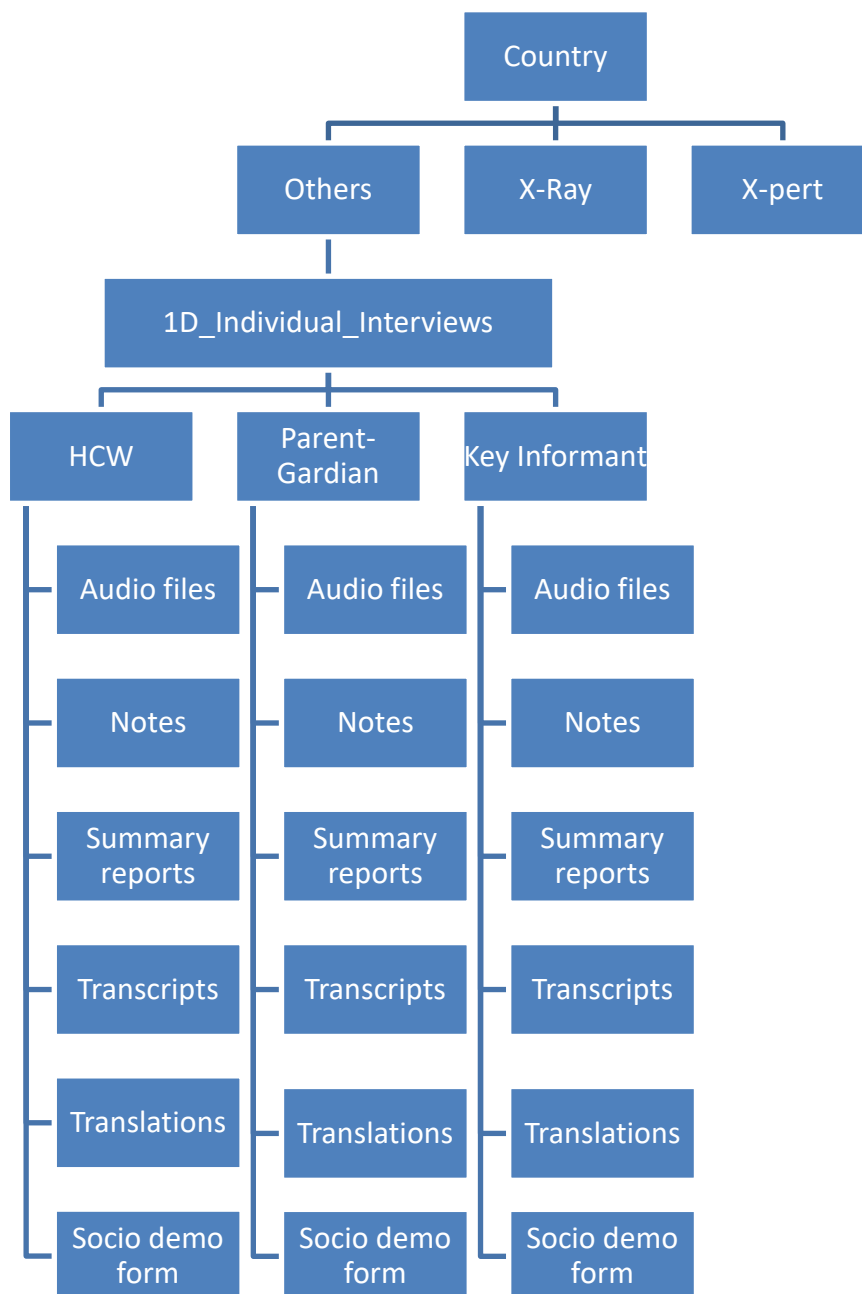 Country
Others
X-Ray
X-pert
1D_Individual_Interviews
HCW
Parent-
Gardian
Key Informant
Audio files
Audio files
Audio files
Notes
Notes
Notes
Summary
reports
Summary
reports
Summary
reports
Transcripts
Transcripts
Transcripts
Translations
Translations
Translations
Socio demo
form
Socio demo
form
Socio demo
form